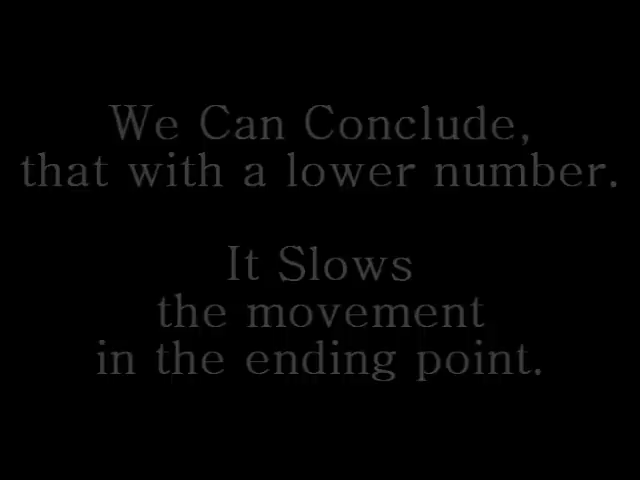 We Can Conclude,
that with a lower number.
It Slows
the movement
in the ending point.